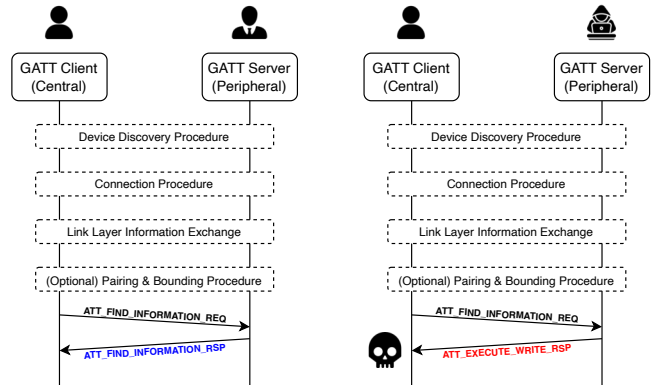 GATT Client
(Central)
GATT Server
(Peripheral)
Device Discovery Procedure
Connection Procedure
Link Layer Information Exchange
(Optional) Pairing & Bounding Procedure
ATT_FIND_INFORMATION_REQ
ATT_FIND_INFORMATION_RSP
GATT Client
(Central)
GATT Server
(Peripheral)
Device Discovery Procedure
Connection Procedure
Link Layer Information Exchange
(Optional) Pairing & Bounding Procedure
ATT_FIND_INFORMATION_REQ
ATT_EXECUTE_WRITE_RSP